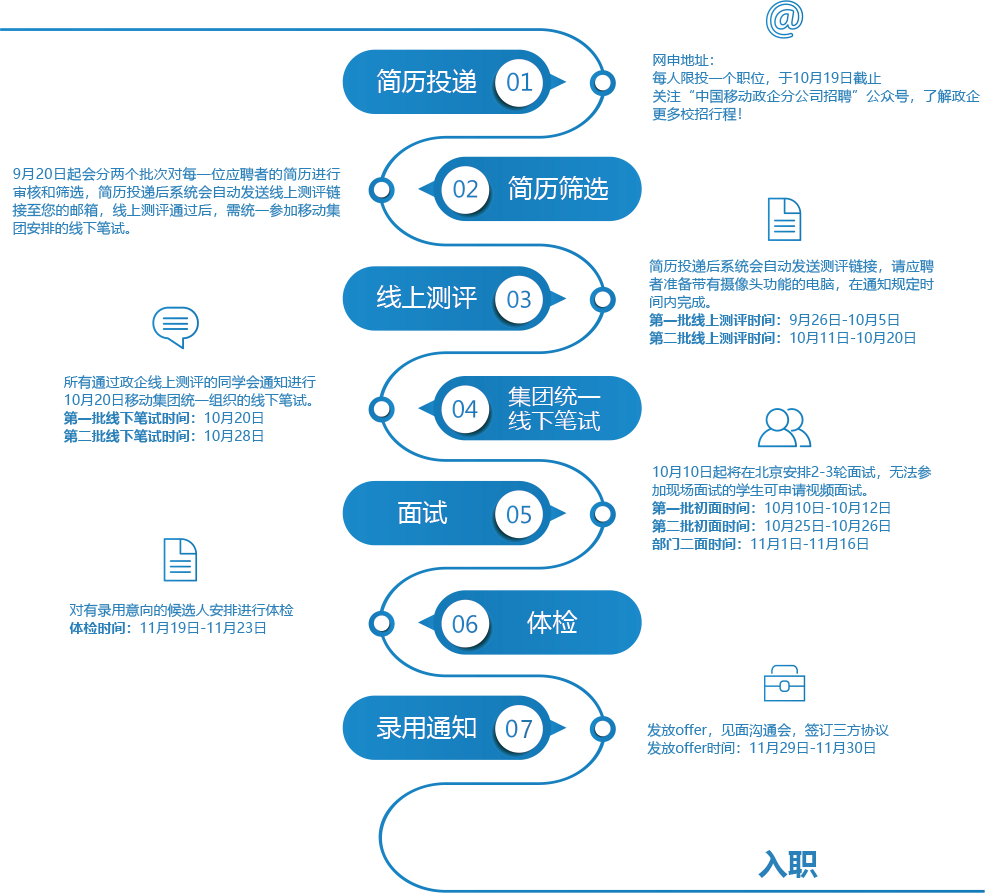 简历投递 01
网申地址：
每人限投一个职位，于10月19日截止
关注“中国移动政企分公司招聘”公众号，了解政企
更多校招行程！
02 简历筛选
9月20日起会分两个批次对每一位应聘者的简历进行
审核和筛选，简历投递后系统会自动发送线上测评链
接至您的邮箱，线上测评通过后，需统一参加移动集
团安排的线下笔试。
线上测评 03
简历投递后系统会自动发送测评链接，请应聘
者准备带有摄像头功能的电脑，在通知规定时
间内完成。
第一批线上测评时间：9月26日-10月5日
第二批线上测评时间：10月11日-10月20日
04 集团统一
线下笔试
所有通过政企线上测评的同学会通知进行
10月20日移动集团统一组织的线下笔试。
第一批线下笔试时间：10月20日
第二批线下笔试时间：10月28日
面试 05
10月10日起将在北京安排2-3轮面试，无法参
加现场面试的学生可申请视频面试。
第一批初面时间：10月10日-10月12日
第二批初面时间：10月25日-10月26日
部门二面时间：11月1日-11月16日
06 体检
对有录用意向的候选人安排进行体检
体检时间：11月19日-11月23日
录用通知 07
发放offer，见面沟通会，签订三方协议
发放offer时间：11月29日-11月30日
入职